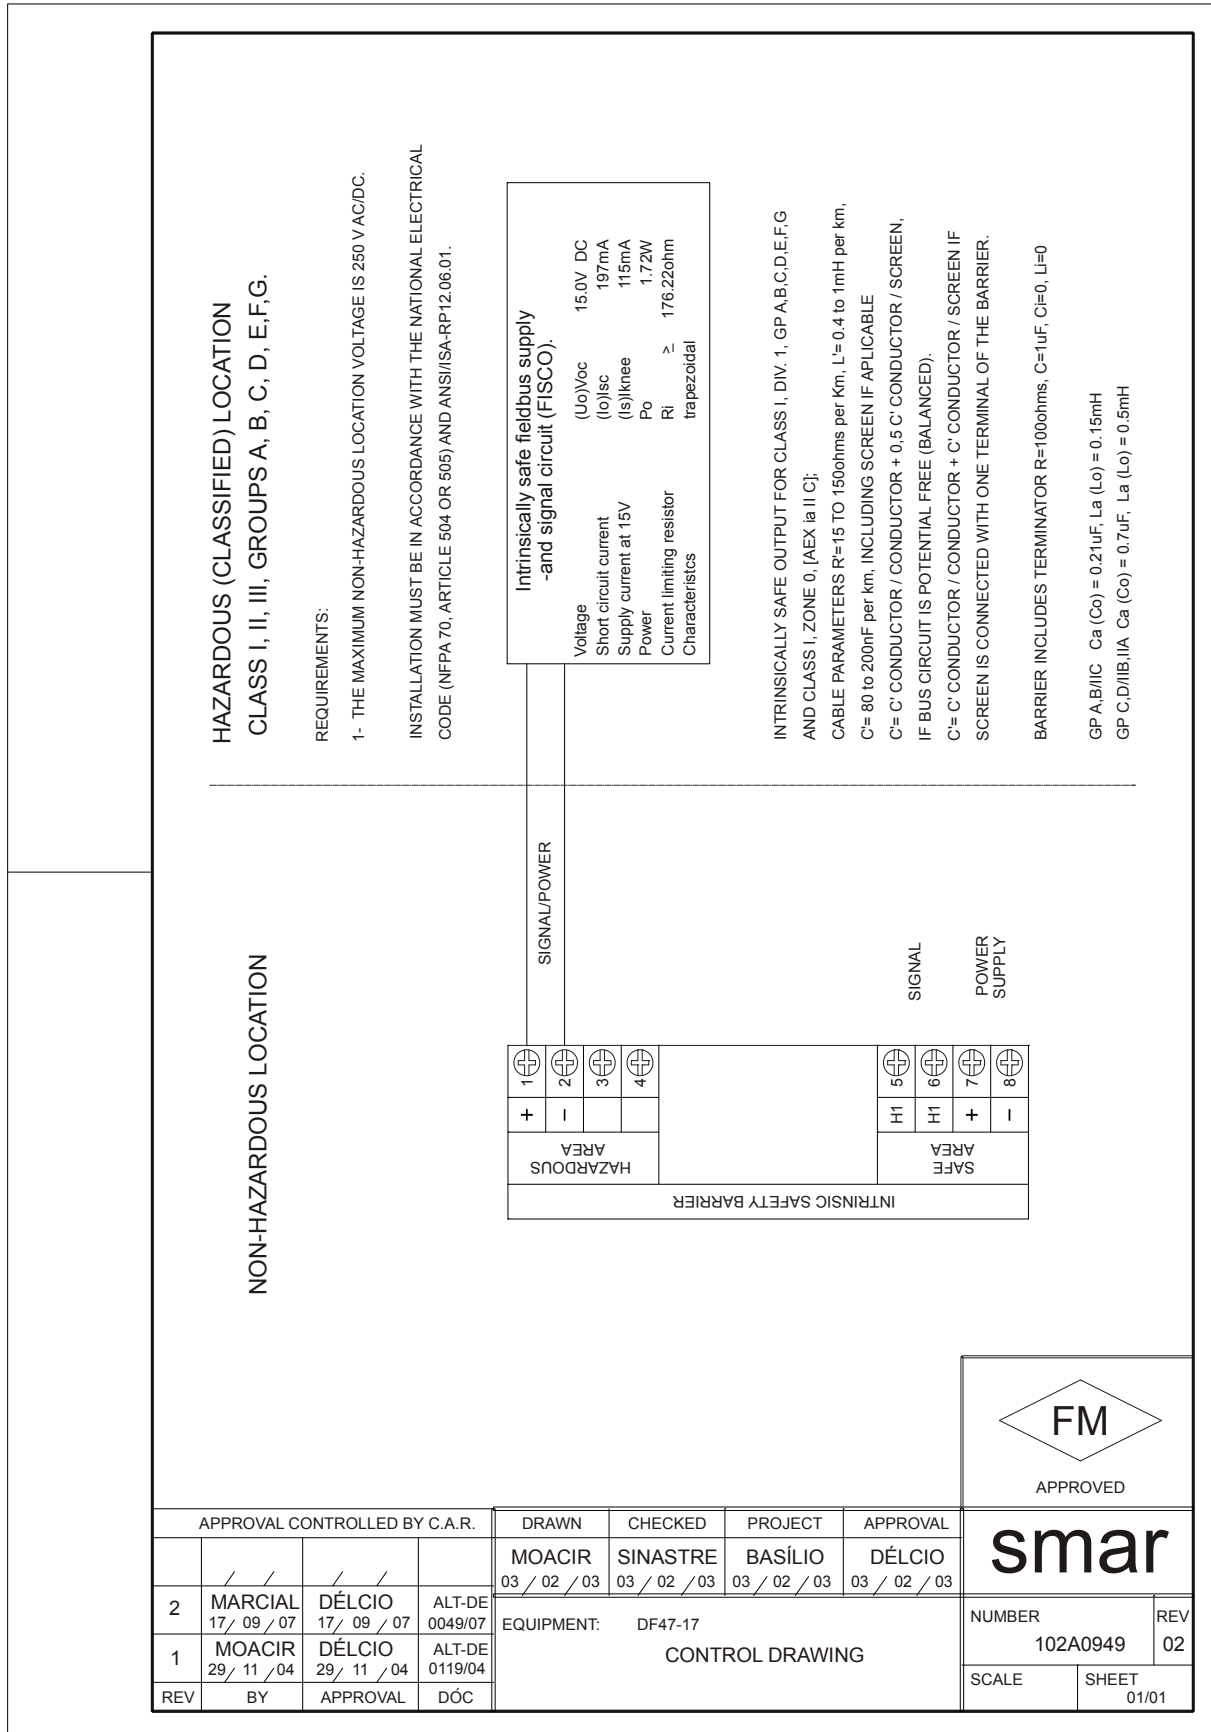 HAZARDOUS (CLASSIFIED) LOCATION
CLASS I, II, III, GROUPS A, B, C, D, E,F,G.
REQUIREMENTS:
1- THE MAXIMUM NON-HAZARDOUS LOCATION VOLTAGE IS 250 V AC/DC.
INSTALLATION MUST BE IN ACCORDANCE WITH THE NATIONAL ELECTRICAL
CODE (NFPA 70, ARTICLE 504 OR 505) AND ANSI/ISA-RP12.06.01.
Intrinsically safe fieldbus supply
-and signal circuit (FISCO).
Voltage (Uo)Voc 15.0V DC
Short circuit current (Io)Isc 197mA
Supply current at 15V (Is)Iknee 115mA
Power Po 1.72W
Current limiting resistor Ri ≥ 176.22ohm
Characteristcs trapezoidal
INTRINSICALLY SAFE OUTPUT FOR CLASS I, DIV. 1, GP A,B,C,D,E,F,G
AND CLASS I, ZONE 0, [AEX ia II C];
CABLE PARAMETERS R'=15 TO 150ohms per Km, L'= 0.4 to 1mH per km,
C'= 80 to 200nF per km, INCLUDING SCREEN IF APLICABLE
C'= C' CONDUCTOR / CONDUCTOR + 0,5 C' CONDUCTOR / SCREEN,
IF BUS CIRCUIT IS POTENTIAL FREE (BALANCED).
C'= C' CONDUCTOR / CONDUCTOR + C' CONDUCTOR / SCREEN IF
SCREEN IS CONNECTED WITH ONE TERMINAL OF THE BARRIER.
BARRIER INCLUDES TERMINATOR R=100ohms, C=1uF, Ci=0, Li=0
GP A,B/IIC Ca (Co) = 0.21uF, La (Lo) = 0.15mH
GP C,D/IIB,IIA Ca (Co) = 0.7uF, La (Lo) = 0.5mH
NON-HAZARDOUS LOCATION
SIGNAL/POWER
SIGNAL
POWER
SUPPLY
+ 1
– 2
3
4
HAZARDOUS
AREA
H1 5
H1 6
+ 7
– 8
SAFE
AREA
INTRINSIC SAFETY BARRIER
FM
APPROVED
APPROVAL CONTROLLED BY C.A.R.
/ / / /
2 MARCIAL 17/ 09 / 07 DÉLCIO 17/ 09 / 07 ALT-DE 0049/07
1 MOACIR 29/ 11 / 04 DÉLCIO 29/ 11 / 04 ALT-DE 0119/04
REV BY APPROVAL DÓC
DRAWN CHECKED PROJECT APPROVAL
MOACIR SINASTRE BASÍLIO DÉLCIO
03 / 02 / 03 03 / 02 / 03 03 / 02 / 03 03 / 02 / 03
EQUIPMENT: DF47-17
CONTROL DRAWING
smar
NUMBER 102A0949
REV 02
SCALE
SHEET 01/01